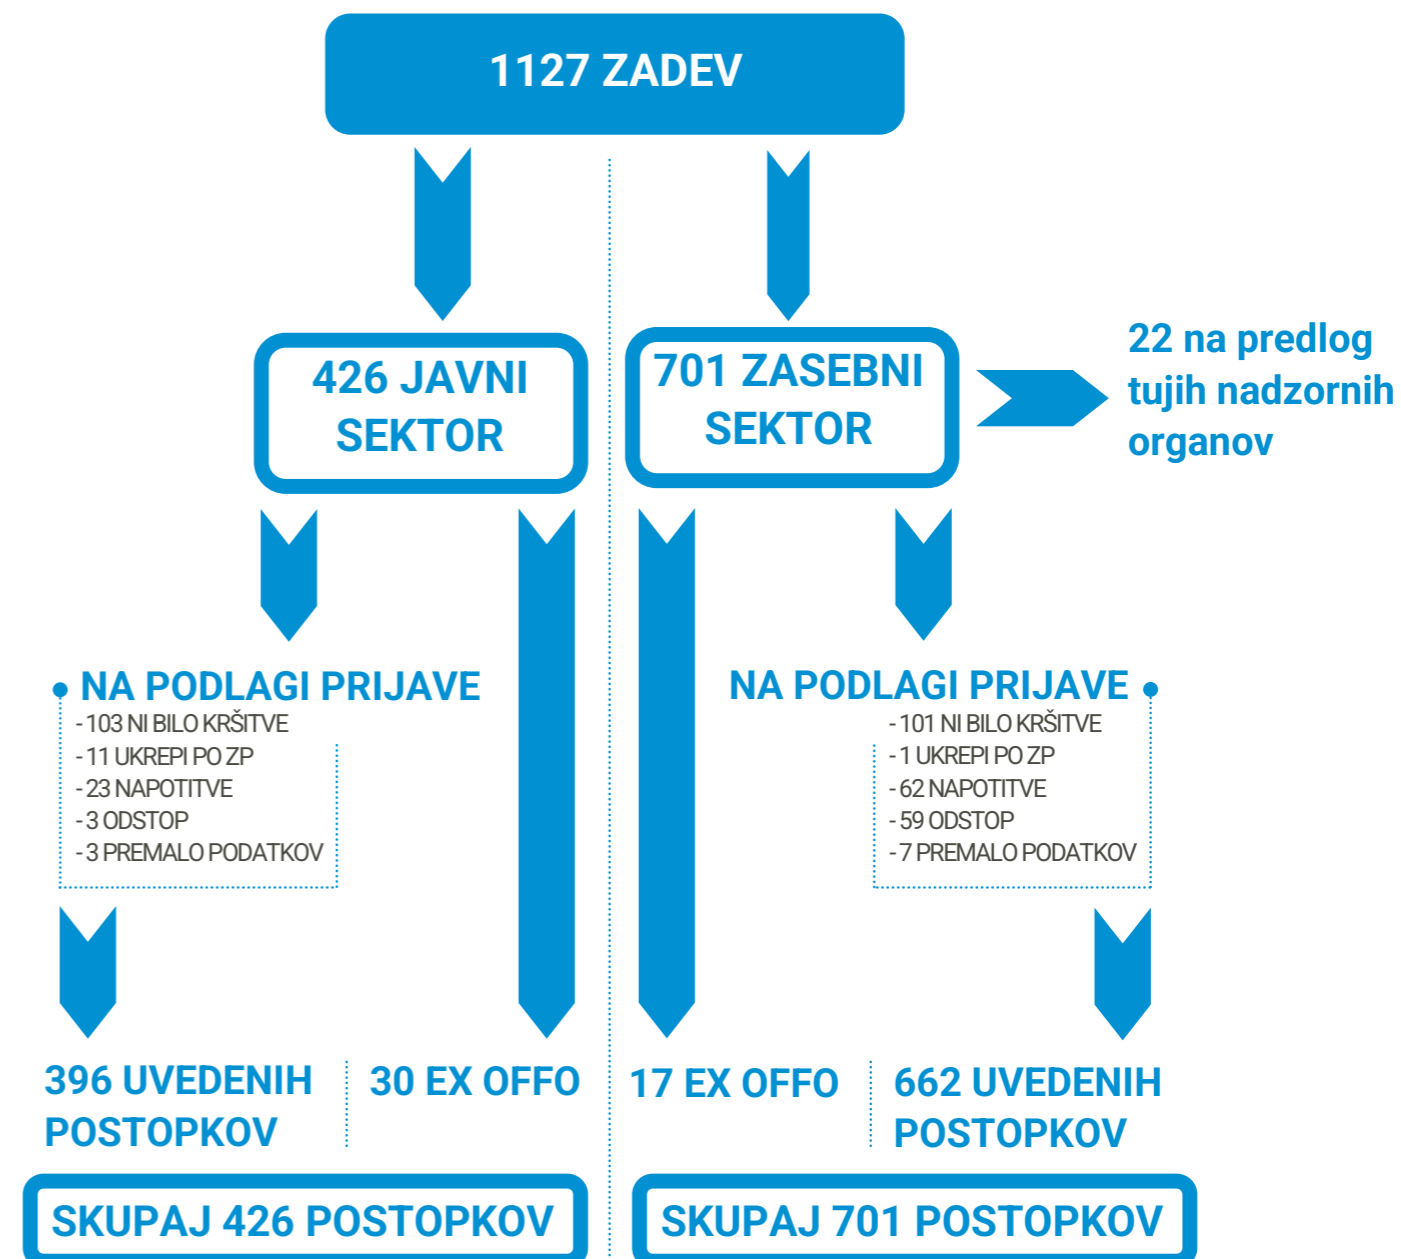 1127 ZADEV
426 JAVNI
SEKTOR
701 ZASEBNI
SEKTOR
22 na predlog
tujih nadzornih
organov
NA PODLAGI PRIJAVE
- 103 NI BILO KRŠITVE
- 11 UKREPI PO ZP
- 23 NAPOTITVE
- 3 ODSTOP
- 3 PREMALO PODATKOV
NA PODLAGI PRIJAVE
- 101 NI BILO KRŠITVE
- 1 UKREPI PO ZP
- 62 NAPOTITVE
- 59 ODSTOP
- 7 PREMALO PODATKOV
396 UVEDENIH
POSTOPKOV
30 EX OFFO
17 EX OFFO
662 UVEDENIH
POSTOPKOV
SKUPAJ 426 POSTOPKOV
SKUPAJ 701 POSTOPKOV